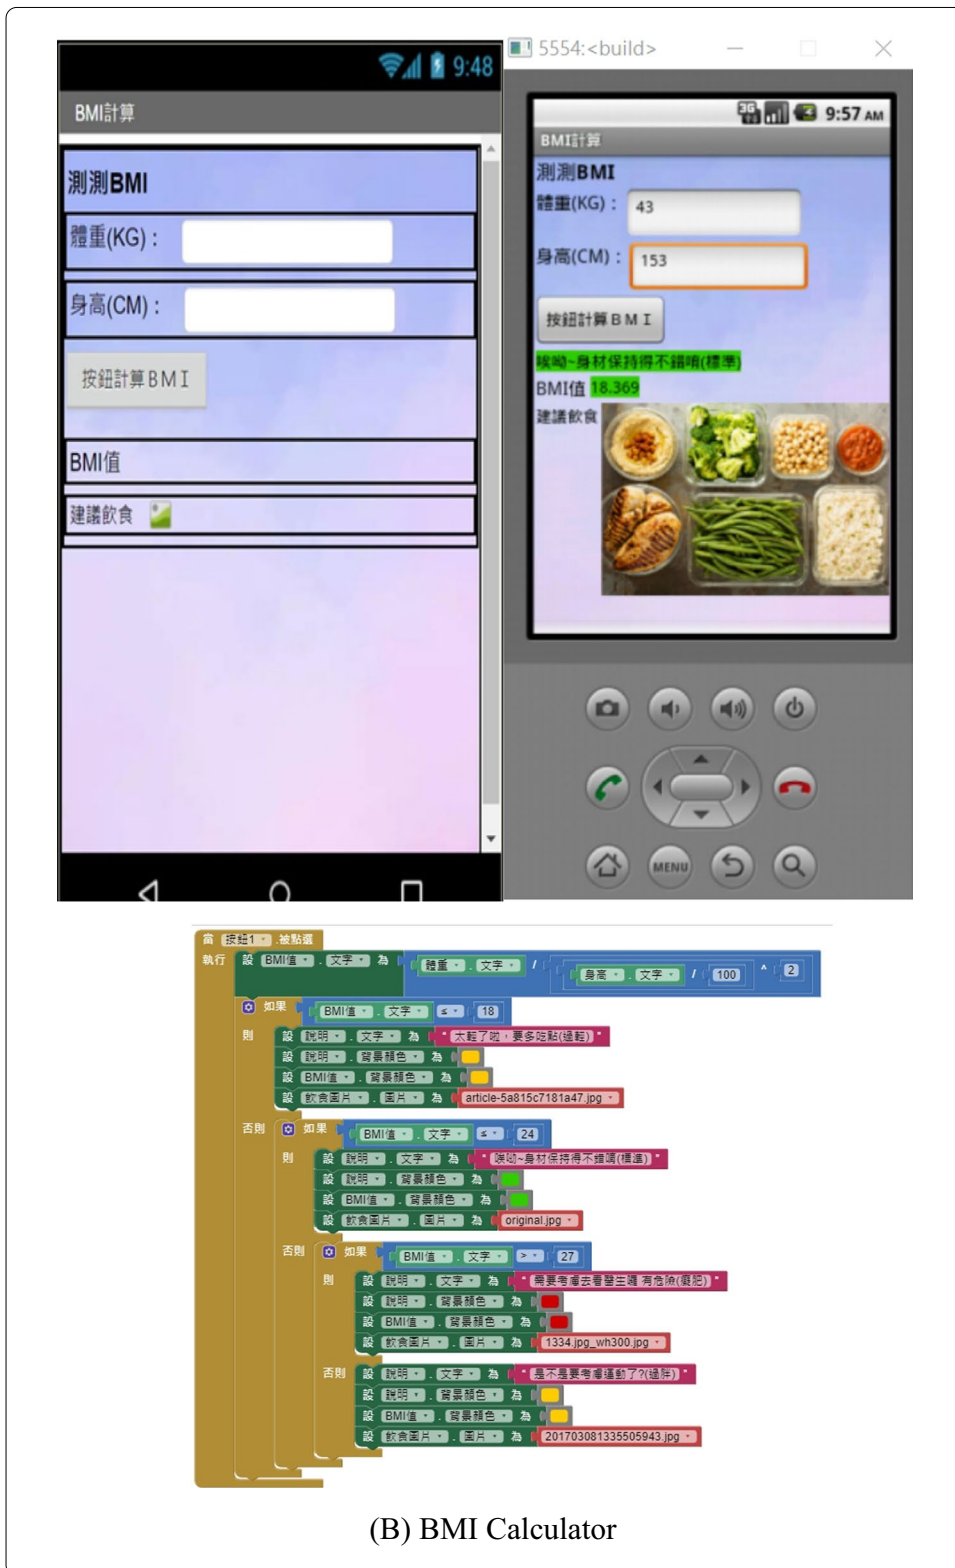 9:48
BMI計算
測測BMI
體重(KG)：
身高(CM)：
按鈕計算ＢＭＩ
BMI值
建議飲食
5554:<build>
3G
9:57 AM
BMI計算
測測BMI
體重(KG)： 43
身高(CM)： 153
按鈕計算ＢＭＩ
唉呦~身材保持得不錯唷(標準)
BMI值 18.369
建議飲食
MENU
當 按鈕1 .被點選
執行 設 BMI值 . 文字 為 體重 . 文字 / 身高 . 文字 / 100 ^ 2
如果 BMI值 . 文字 ≤ 18
則 設 說明 . 文字 為 " 太輕了啦，要多吃點(過輕) "
設 說明 . 背景顏色 為
設 BMI值 . 背景顏色 為
設 飲食圖片 . 圖片 為 article-5a815c7181a47.jpg
否則 如果 BMI值 . 文字 ≤ 24
則 設 說明 . 文字 為 " 唉呦~身材保持得不錯唷(標準) "
設 說明 . 背景顏色 為
設 BMI值 . 背景顏色 為
設 飲食圖片 . 圖片 為 original.jpg
否則 如果 BMI值 . 文字 > 27
則 設 說明 . 文字 為 " 需要考慮去看醫生囉 有危險(癡肥) "
設 說明 . 背景顏色 為
設 BMI值 . 背景顏色 為
設 飲食圖片 . 圖片 為 1334.jpg_wh300.jpg
否則 設 說明 . 文字 為 " 是不是要考慮運動了?(過胖) "
設 說明 . 背景顏色 為
設 BMI值 . 背景顏色 為
設 飲食圖片 . 圖片 為 201703081335505943.jpg
(B) BMI Calculator